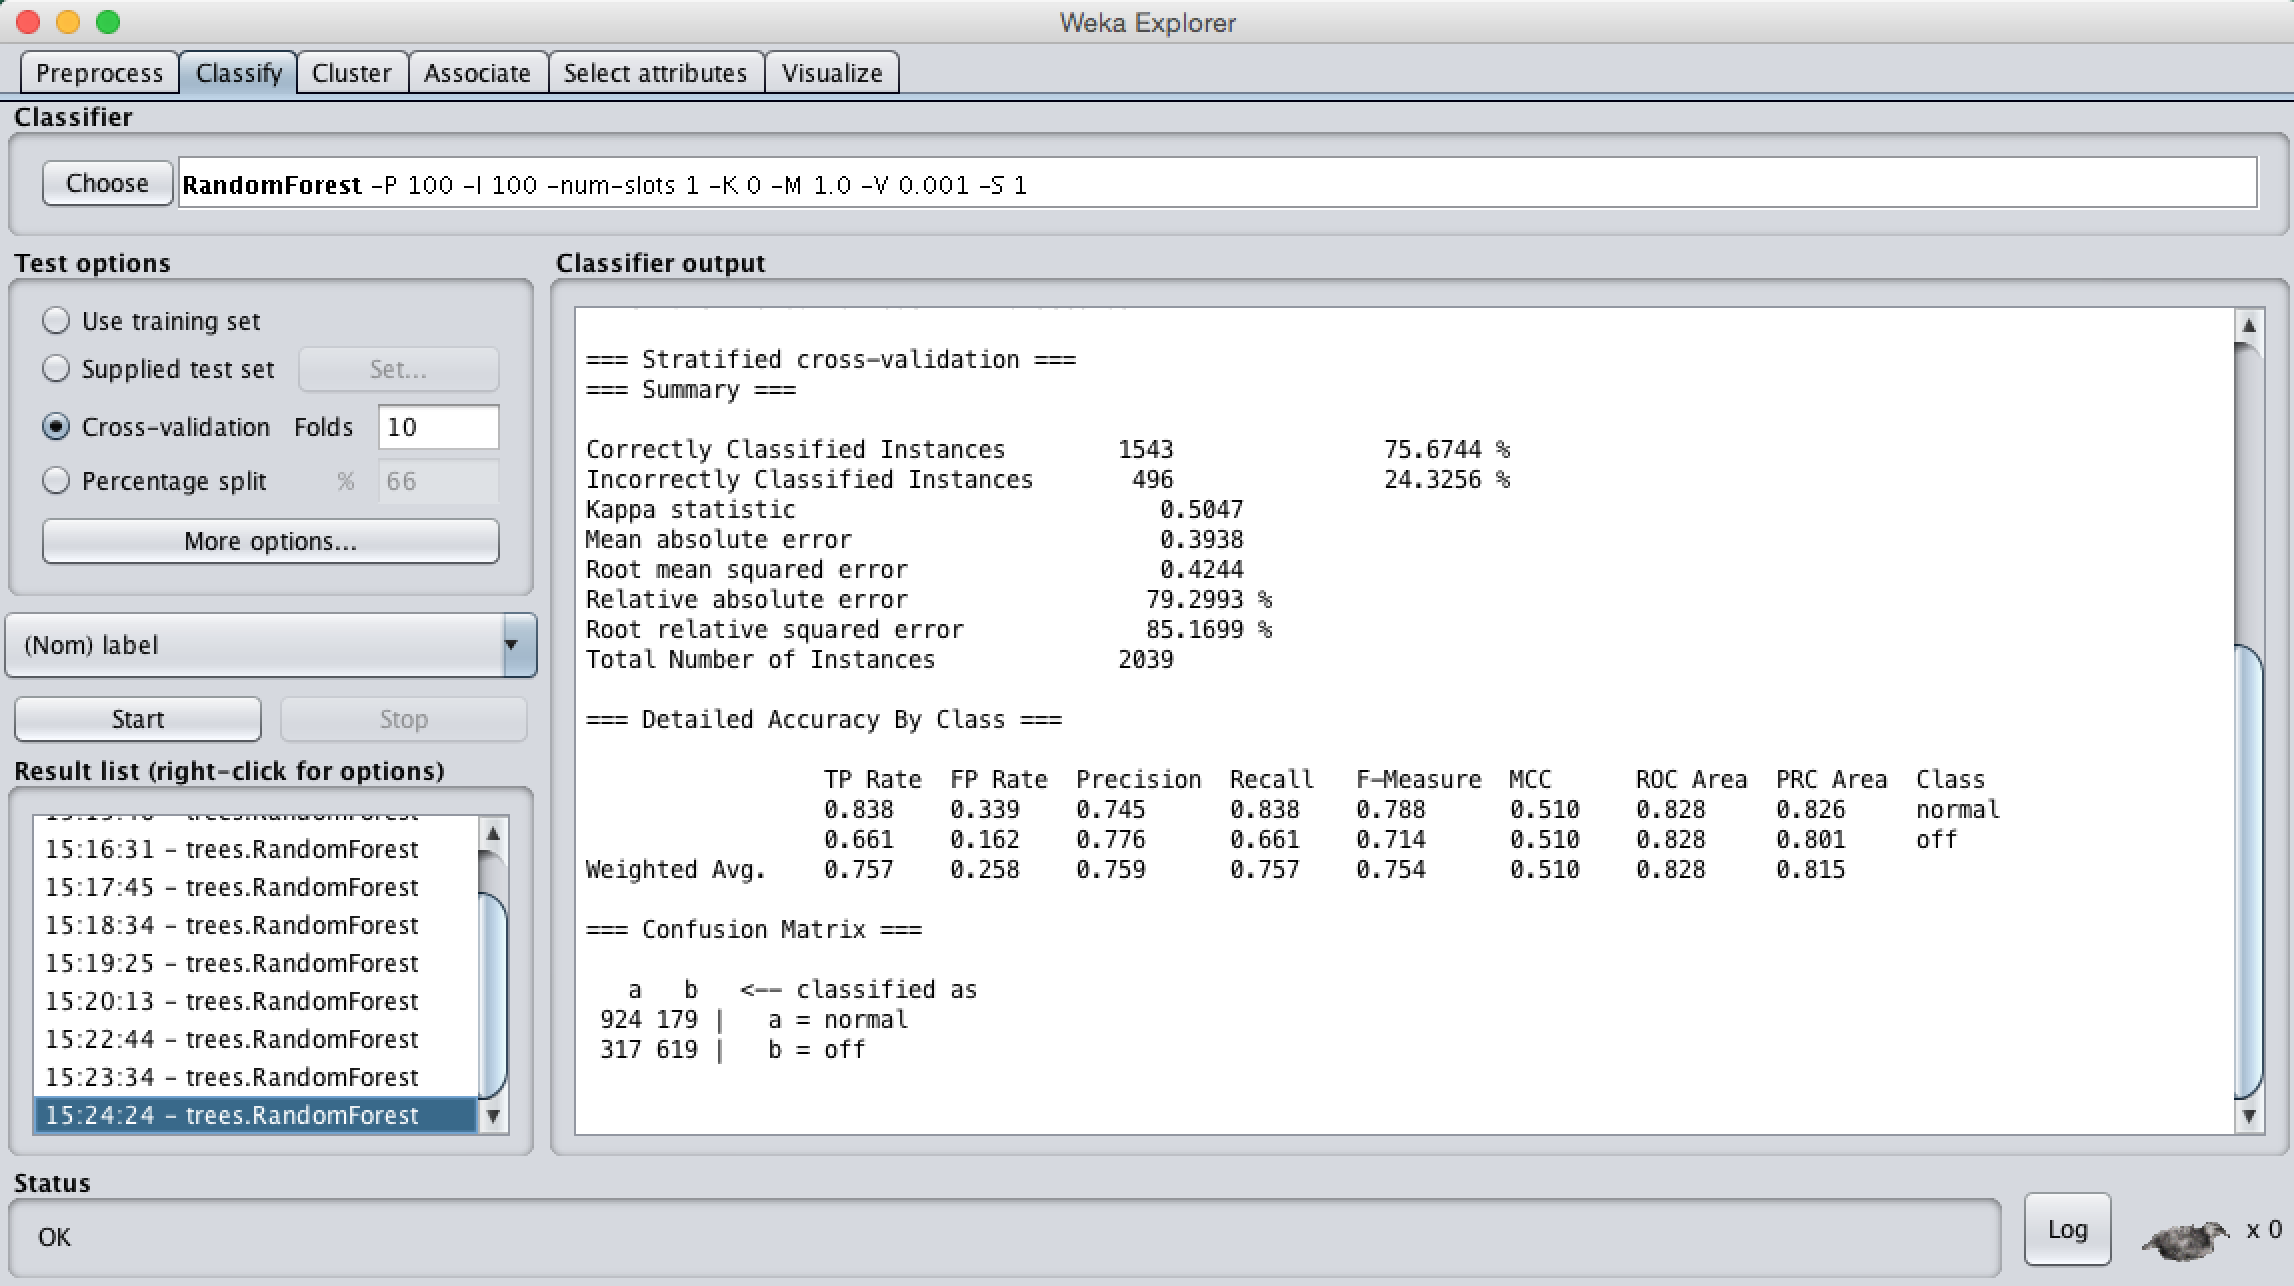 Weka Explorer
Preprocess Classify Cluster Associate Select attributes Visualize
Classifier
Choose RandomForest -P 100 -I 100 -num-slots 1 -K 0 -M 1.0 -V 0.001 -S 1
Test options
Use training set
Supplied test set Set...
Cross-validation Folds 10
Percentage split % 66
More options...
(Nom) label
Start Stop
Result list (right-click for options)
15:16:31 - trees.RandomForest
15:17:45 - trees.RandomForest
15:18:34 - trees.RandomForest
15:19:25 - trees.RandomForest
15:20:13 - trees.RandomForest
15:22:44 - trees.RandomForest
15:23:34 - trees.RandomForest
15:24:24 - trees.RandomForest
Classifier output
=== Stratified cross-validation ===
=== Summary ===
Correctly Classified Instances 1543 75.6744 %
Incorrectly Classified Instances 496 24.3256 %
Kappa statistic 0.5047
Mean absolute error 0.3938
Root mean squared error 0.4244
Relative absolute error 79.2993 %
Root relative squared error 85.1699 %
Total Number of Instances 2039
=== Detailed Accuracy By Class ===
TP Rate FP Rate Precision Recall F-Measure MCC ROC Area PRC Area Class
0.838 0.339 0.745 0.838 0.788 0.510 0.828 0.826 normal
0.661 0.162 0.776 0.661 0.714 0.510 0.828 0.801 off
Weighted Avg. 0.757 0.258 0.759 0.757 0.754 0.510 0.828 0.815
=== Confusion Matrix ===
a b <-- classified as
924 179 | a = normal
317 619 | b = off
Status
OK
Log x 0